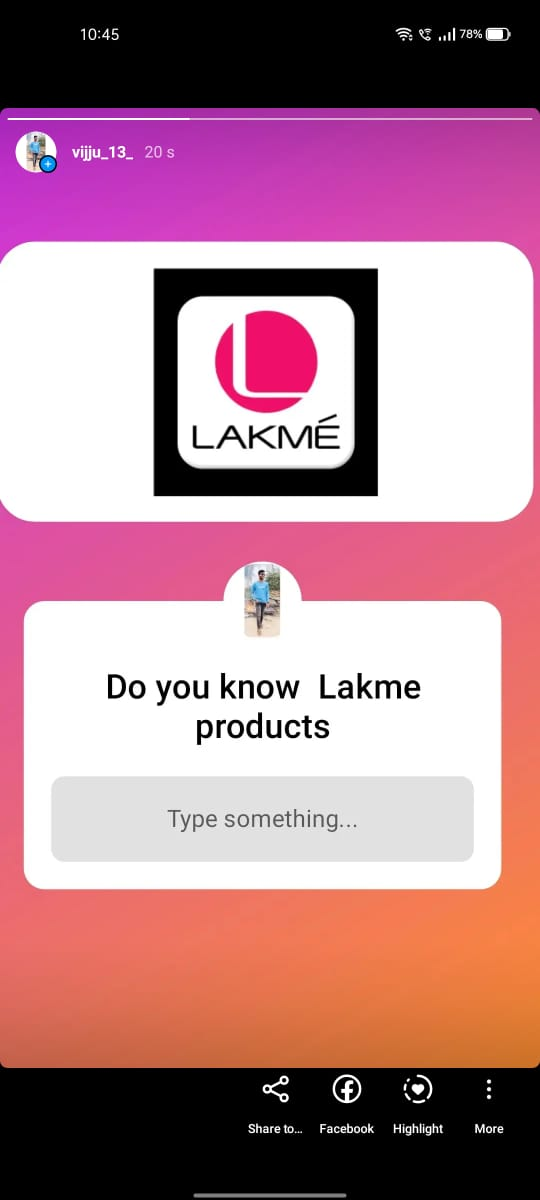 10:45
78%
vijju_13_ 20 s
L
LAKMÉ
Do you know Lakme
products
Type something...
Share to...
Facebook
Highlight
More